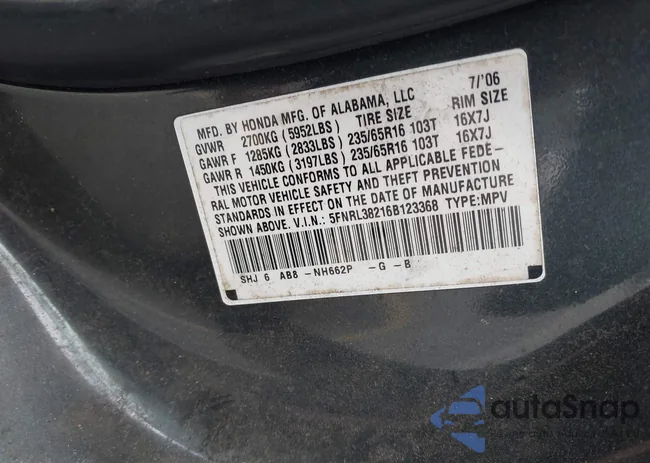 MFD. BY HONDA MFG. OF ALABAMA, LLC 7/'06
GVWR 2700KG (5952LBS) TIRE SIZE RIM SIZE
GAWR F 1285KG (2833LBS) 235/65R16 103T 16X7J
GAWR R 1450KG (3197LBS) 235/65R16 103T 16X7J
THIS VEHICLE CONFORMS TO ALL APPLICABLE FEDE-
RAL MOTOR VEHICLE SAFETY AND THEFT PREVENTION
STANDARDS IN EFFECT ON THE DATE OF MANUFACTURE
SHOWN ABOVE. V.I.N.: 5FNRL38216B123368 TYPE:MPV
SHJ 6 AB8 -NH662P -G -B
autoSnap